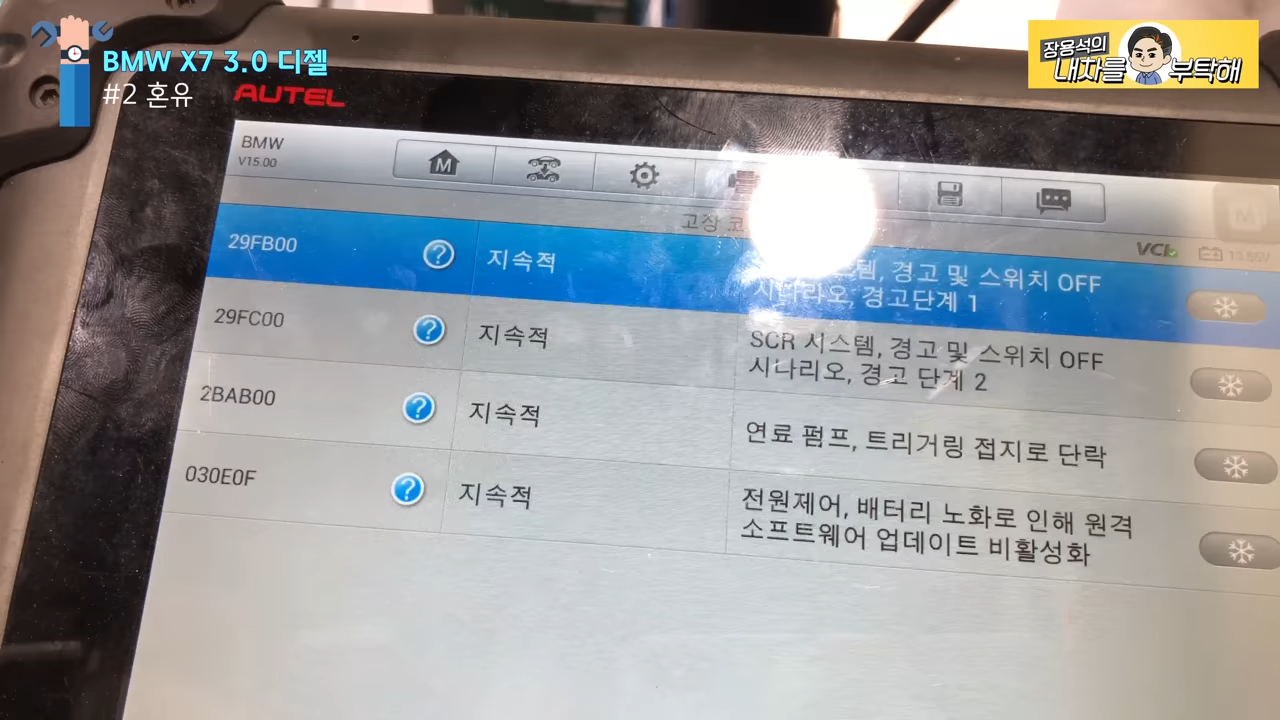 BMW X7 3.0 디젤
#2 혼유
장용석의
내차를 부탁해
AUTEL
BMW
V15.00
M
고장 코
VCI
13.55V
29FB00
?
지속적
경고 및 스위치 OFF
시나리오, 경고단계 1
29FC00
?
지속적
SCR 시스템, 경고 및 스위치 OFF
시나리오, 경고 단계 2
2BAB00
?
지속적
연료 펌프, 트리거링 접지로 단락
030E0F
?
지속적
전원제어, 배터리 노화로 인해 원격
소프트웨어 업데이트 비활성화